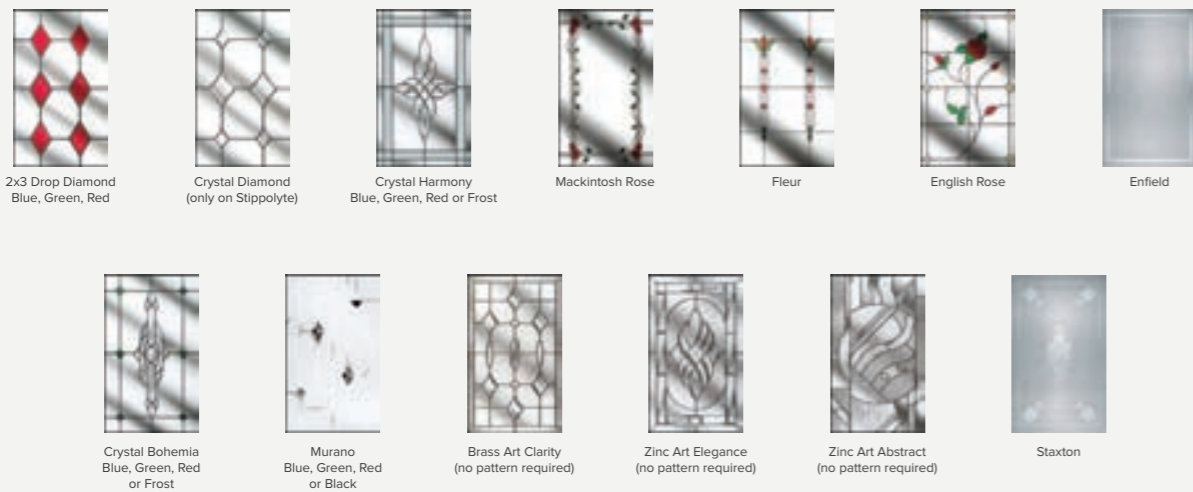 2x3 Drop Diamond
Blue, Green, Red
Crystal Diamond
(only on Stippolyte)
Crystal Harmony
Blue, Green, Red or Frost
Mackintosh Rose
Fleur
English Rose
Enfield
Crystal Bohemia
Blue, Green, Red
or Frost
Murano
Blue, Green, Red
or Black
Brass Art Clarity
(no pattern required)
Zinc Art Elegance
(no pattern required)
Zinc Art Abstract
(no pattern required)
Staxton